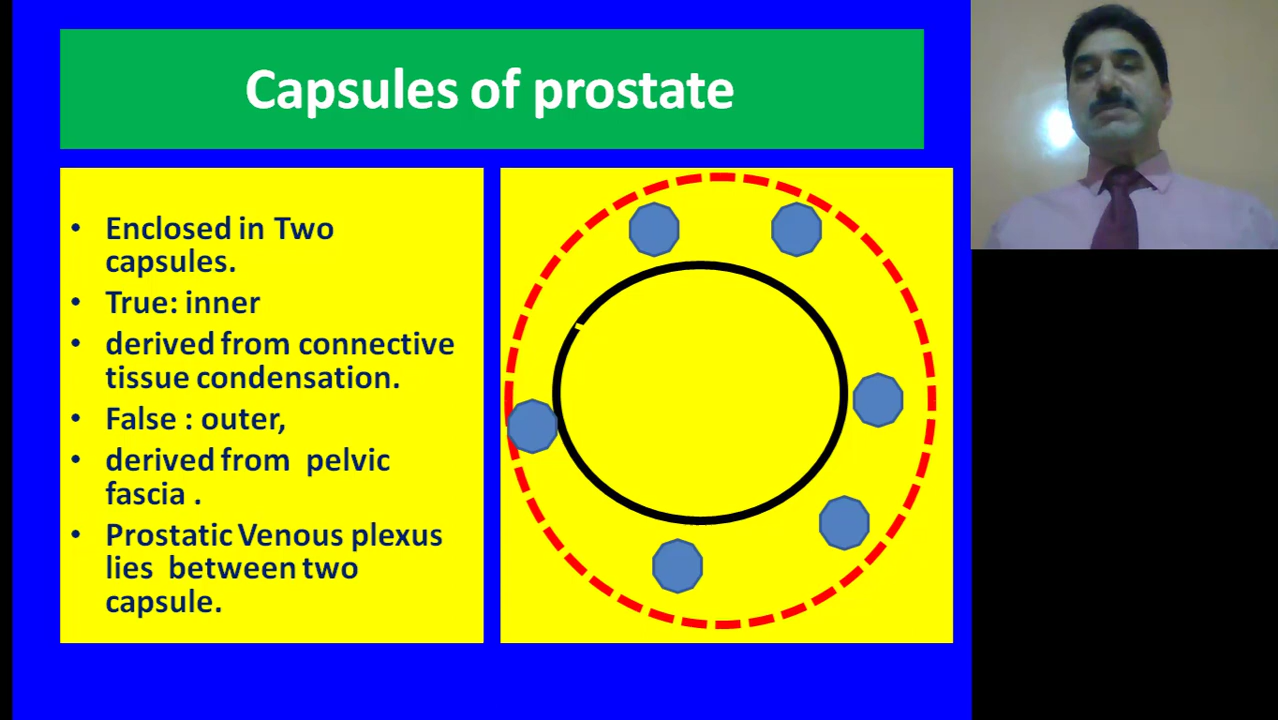 Capsules of prostate
• Enclosed in Two
capsules.
• True: inner
• derived from connective
tissue condensation.
• False : outer,
• derived from pelvic
fascia .
• Prostatic Venous plexus
lies between two
capsule.